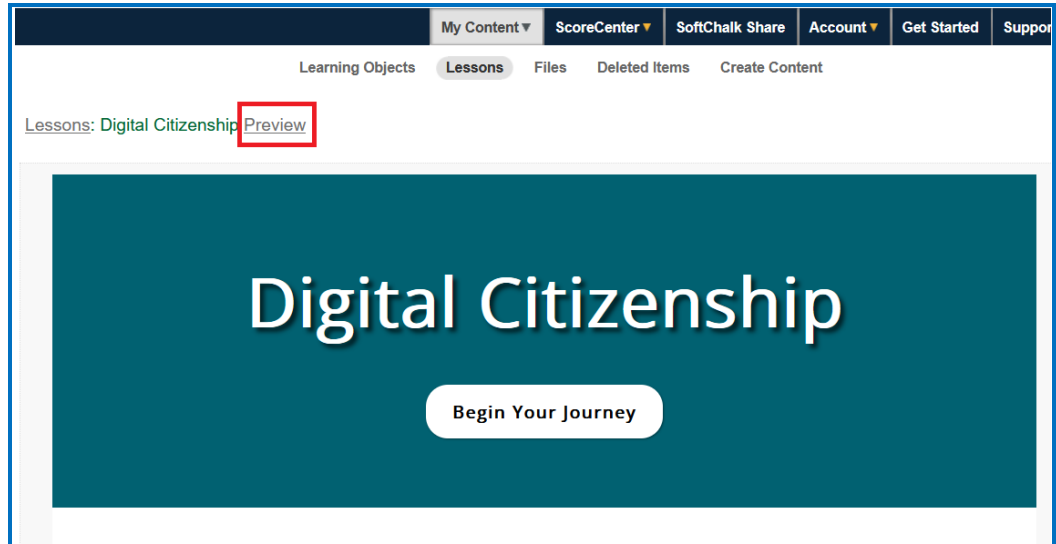 My Content ▼ ScoreCenter ▼ SoftChalk Share Account ▼ Get Started Suppor
Learning Objects Lessons Files Deleted Items Create Content
Lessons: Digital Citizenship Preview
Digital Citizenship
Begin Your Journey